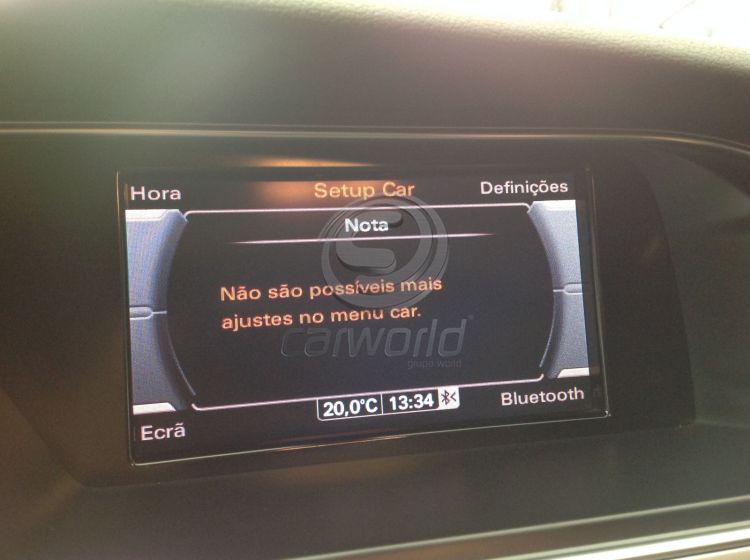 Hora
Setup Car
Definições
Nota
Não são possíveis mais
ajustes no menu car.
carworld
grupo world
20,0°C 13:34
Ecrã
Bluetooth